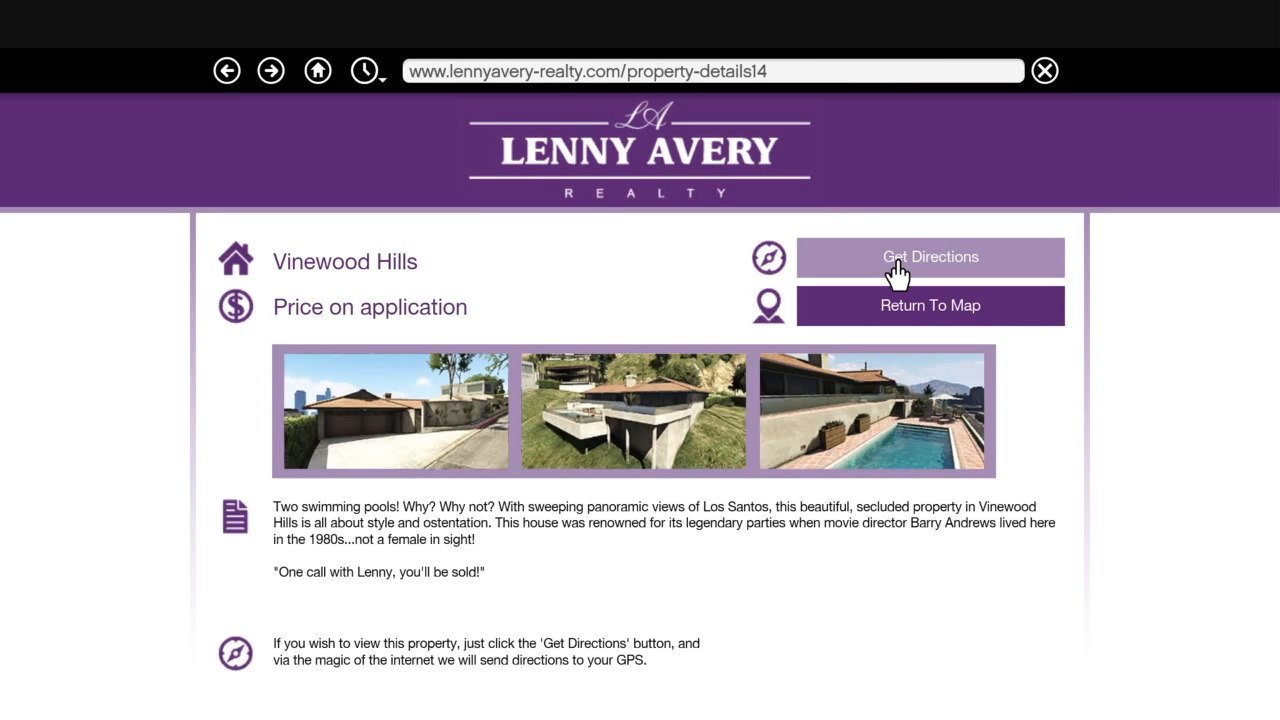 www.lennyavery-realty.com/property-details14
LA
LENNY AVERY
REALTY
Vinewood Hills
Get Directions
Price on application
Return To Map
Two swimming pools! Why? Why not? With sweeping panoramic views of Los Santos, this beautiful, secluded property in Vinewood
Hills is all about style and ostentation. This house was renowned for its legendary parties when movie director Barry Andrews lived here
in the 1980s...not a female in sight!
"One call with Lenny, you'll be sold!"
If you wish to view this property, just click the 'Get Directions' button, and
via the magic of the internet we will send directions to your GPS.